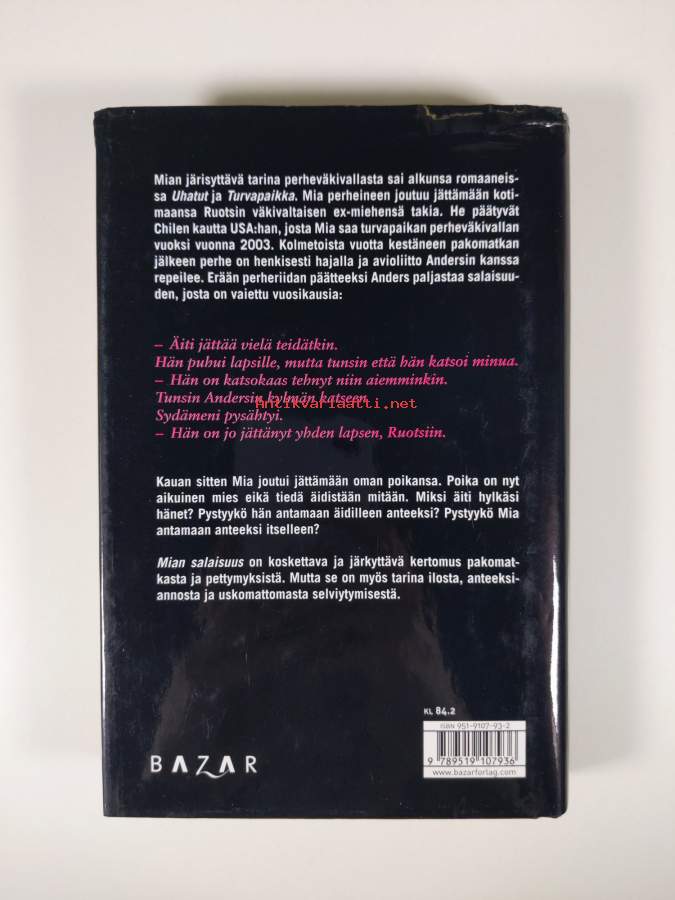 Mian järisyttävä tarina perheväkivallasta sai alkunsa romaaneis-
sa Uhatut ja Turvapaikka. Mia perheineen joutuu jättämään koti-
maansa Ruotsin väkivaltaisen ex-miehensä takia. He päätyvät
Chilen kautta USA:han, josta Mia saa turvapaikan perheväkivallan
vuoksi vuonna 2003. Kolmetoista vuotta kestäneen pakomatkan
jälkeen perhe on henkisesti hajalla ja avioliitto Andersin kanssa
repeilee. Erään perheriidan päätteeksi Anders paljastaa salaisuu-
den, josta on vaiettu vuosikausia:
– Äiti jättää vielä teidätkin.
Hän puhui lapsille, mutta tunsin että hän katsoi minua.
– Hän on katsokaas tehnyt niin aiemminkin.
Tunsin Andersin kylmän katseen.
Antikvariaatti.net
Sydämeni pysähtyi.
– Hän on jo jättänyt yhden lapsen, Ruotsiin.
Kauan sitten Mia joutui jättämään oman poikansa. Poika on nyt
aikuinen mies eikä tiedä äidistään mitään. Miksi äiti hylkäsi
hänet? Pystyykö hän antamaan äidilleen anteeksi? Pystyykö Mia
antamaan anteeksi itselleen?
Mian salaisuus on koskettava ja järkyttävä kertomus pakomat-
kasta ja pettymyksistä. Mutta se on myös tarina ilosta, anteeksi-
annosta ja uskomattomasta selviytymisestä.
KL 84.2
ISBN 951-9107-93-2
9 789519 107936
www.bazarforlag.com
BAZAR